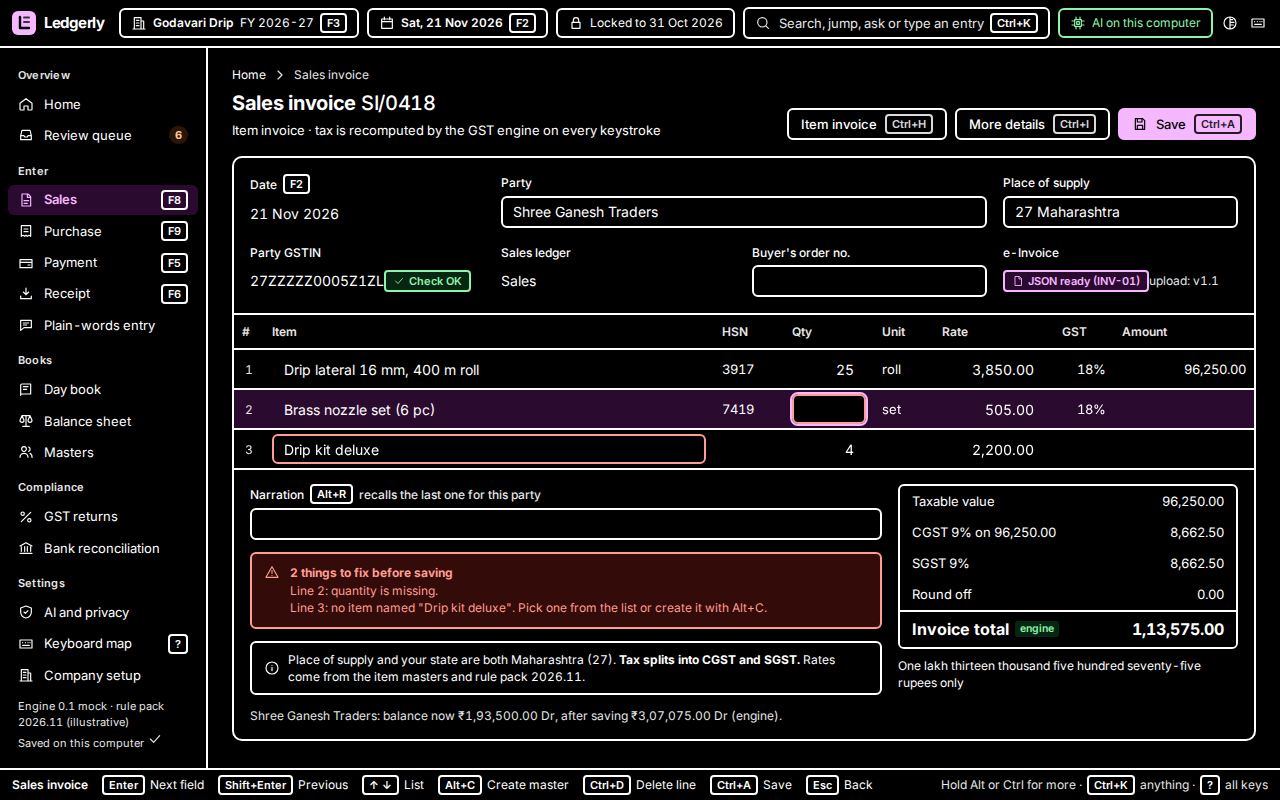 Ledgerly
Godavari Drip FY 2026-27 F3
Sat, 21 Nov 2026 F2
Locked to 31 Oct 2026
Search, jump, ask or type an entry Ctrl+K
AI on this computer
Overview
Home
Review queue 6
Enter
Sales F8
Purchase F9
Payment F5
Receipt F6
Plain-words entry
Books
Day book
Balance sheet
Masters
Compliance
GST returns
Bank reconciliation
Settings
AI and privacy
Keyboard map ?
Company setup
Engine 0.1 mock · rule pack
2026.11 (illustrative)
Saved on this computer
Home > Sales invoice
Sales invoice SI/0418
Item invoice · tax is recomputed by the GST engine on every keystroke
Item invoice Ctrl+H
More details Ctrl+I
Save Ctrl+A
Date F2
21 Nov 2026
Party
Shree Ganesh Traders
Place of supply
27 Maharashtra
Party GSTIN
27ZZZZZ0005Z1ZL Check OK
Sales ledger
Sales
Buyer's order no.
e-Invoice
JSON ready (INV-01) upload: v1.1
# Item HSN Qty Unit Rate GST Amount
1 Drip lateral 16 mm, 400 m roll 3917 25 roll 3,850.00 18% 96,250.00
2 Brass nozzle set (6 pc) 7419 set 505.00 18%
3 Drip kit deluxe 4 2,200.00
Narration Alt+R recalls the last one for this party
2 things to fix before saving
Line 2: quantity is missing.
Line 3: no item named "Drip kit deluxe". Pick one from the list or create it with Alt+C.
Place of supply and your state are both Maharashtra (27). Tax splits into CGST and SGST. Rates
come from the item masters and rule pack 2026.11.
Shree Ganesh Traders: balance now ₹1,93,500.00 Dr, after saving ₹3,07,075.00 Dr (engine).
Taxable value 96,250.00
CGST 9% on 96,250.00 8,662.50
SGST 9% 8,662.50
Round off 0.00
Invoice total engine 1,13,575.00
One lakh thirteen thousand five hundred seventy-five
rupees only
Sales invoice Enter Next field Shift+Enter Previous ↑ ↓ List Alt+C Create master Ctrl+D Delete line Ctrl+A Save Esc Back Hold Alt or Ctrl for more · Ctrl+K anything · ? all keys